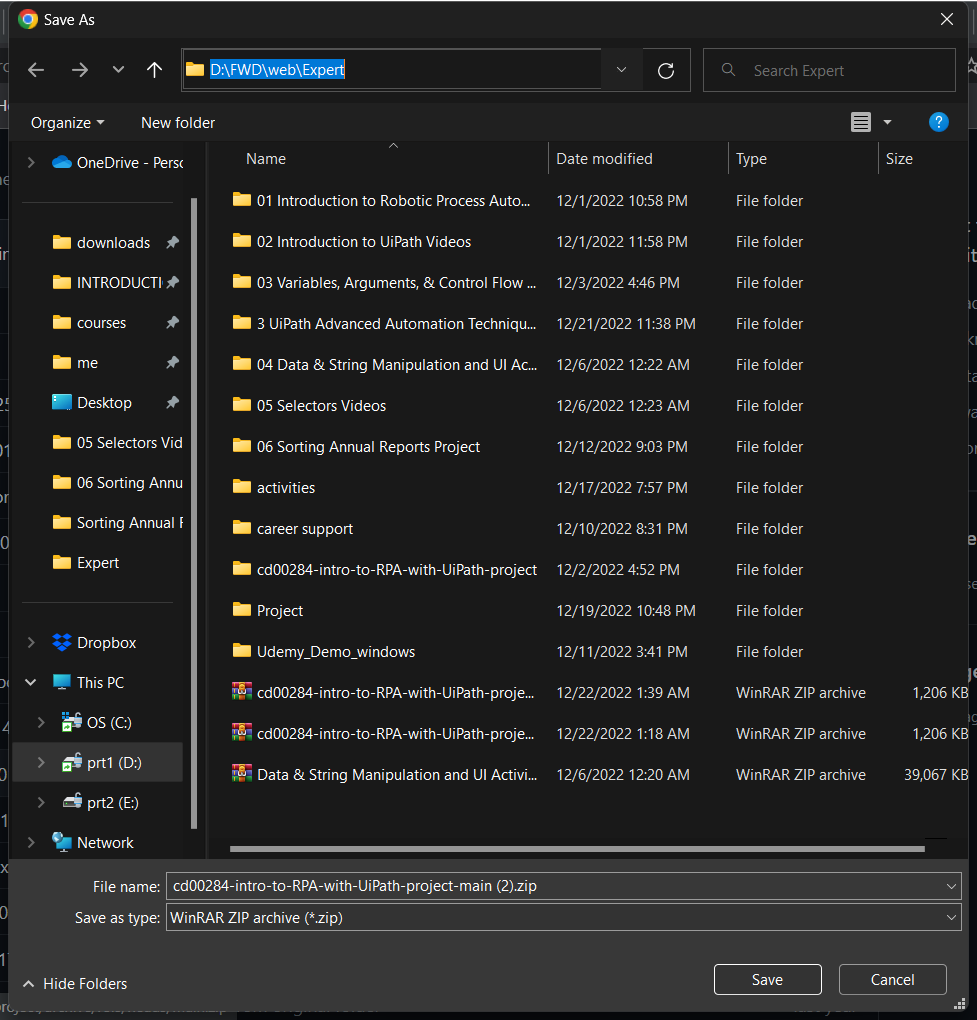 Save As
D:\FWD\web\Expert
Search Expert
Organize
New folder
?
Name Date modified Type Size
OneDrive - Perso
downloads
INTRODUCTI
courses
me
Desktop
05 Selectors Vid
06 Sorting Annu
Sorting Annual R
Expert
Dropbox
This PC
OS (C:)
prt1 (D:)
prt2 (E:)
Network
01 Introduction to Robotic Process Auto... 12/1/2022 10:58 PM File folder
02 Introduction to UiPath Videos 12/1/2022 11:58 PM File folder
03 Variables, Arguments, & Control Flow ... 12/3/2022 4:46 PM File folder
3 UiPath Advanced Automation Techniqu... 12/21/2022 11:38 PM File folder
04 Data & String Manipulation and UI Ac... 12/6/2022 12:22 AM File folder
05 Selectors Videos 12/6/2022 12:23 AM File folder
06 Sorting Annual Reports Project 12/12/2022 9:03 PM File folder
activities 12/17/2022 7:57 PM File folder
career support 12/10/2022 8:31 PM File folder
cd00284-intro-to-RPA-with-UiPath-project 12/2/2022 4:52 PM File folder
Project 12/19/2022 10:48 PM File folder
Udemy_Demo_windows 12/11/2022 3:41 PM File folder
cd00284-intro-to-RPA-with-UiPath-proje... 12/22/2022 1:39 AM WinRAR ZIP archive 1,206 KB
cd00284-intro-to-RPA-with-UiPath-proje... 12/22/2022 1:18 AM WinRAR ZIP archive 1,206 KB
Data & String Manipulation and UI Activi... 12/6/2022 12:20 AM WinRAR ZIP archive 39,067 KB
File name: cd00284-intro-to-RPA-with-UiPath-project-main (2).zip
Save as type: WinRAR ZIP archive (*.zip)
Hide Folders
Save
Cancel